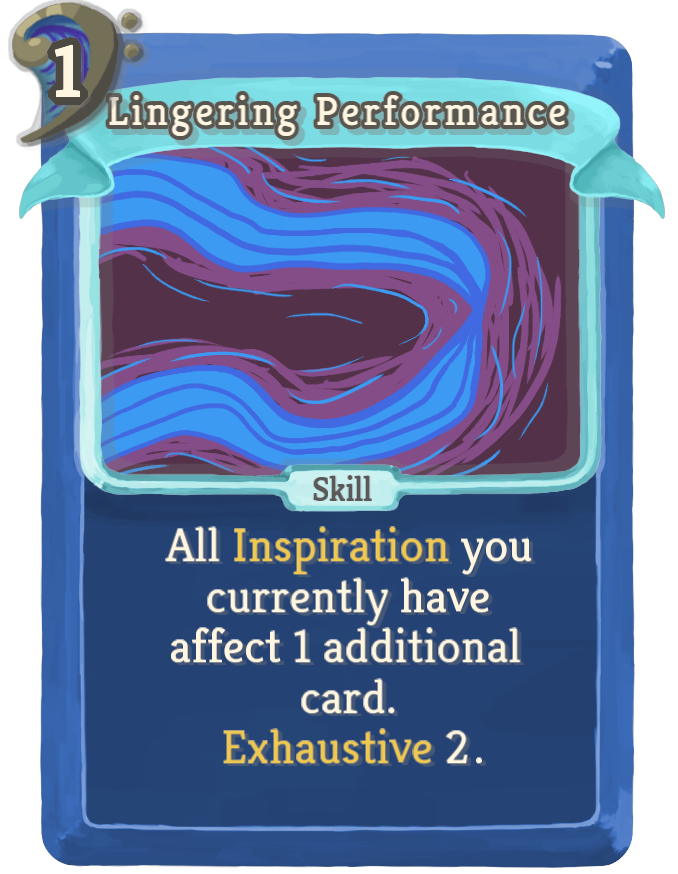 1
Lingering Performance
Skill
All Inspiration you
currently have
affect 1 additional
card.
Exhaustive 2.